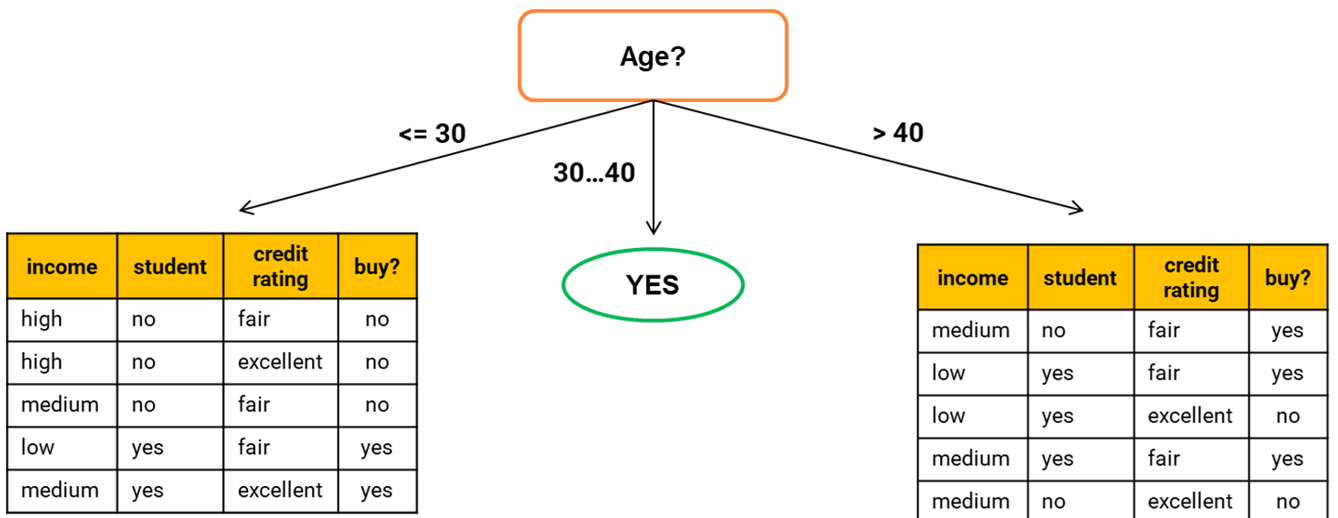 Age?
<= 30
30...40
> 40
income student credit rating buy?
high no fair no
high no excellent no
medium no fair no
low yes fair yes
medium yes excellent yes
YES
income student credit rating buy?
medium no fair yes
low yes fair yes
low yes excellent no
medium yes fair yes
medium no excellent no